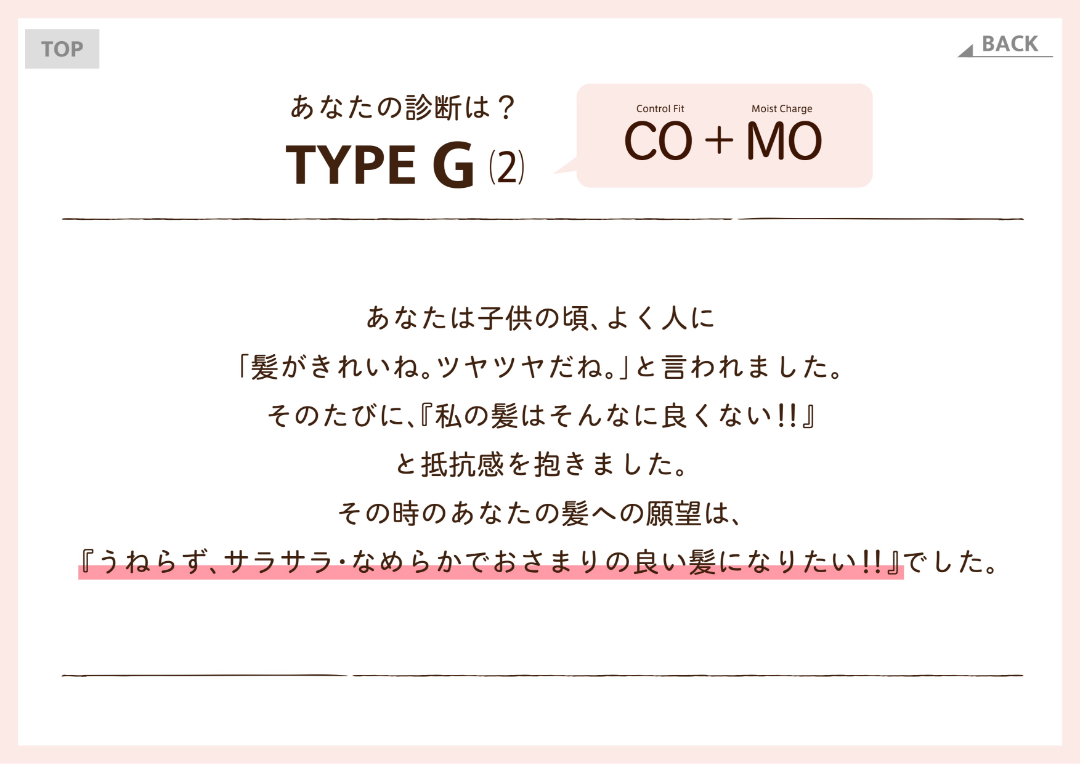 TOP
BACK
あなたの診断は？
TYPE G (2)
Control Fit
Moist Charge
CO + MO
あなたは子供の頃、よく人に
「髪がきれいね。ツヤツヤだね。」と言われました。
そのたびに、『私の髪はそんなに良くない!!』
と抵抗感を抱きました。
その時のあなたの髪への願望は、
『うねらず、サラサラ・なめらかでおさまりの良い髪になりたい!!』でした。